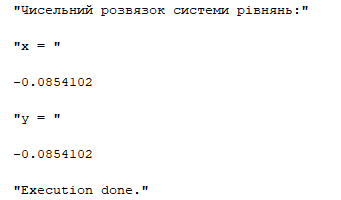 "Чисельний розвязок системи рівнянь:"
"x = "
-0.0854102
"y = "
-0.0854102
"Execution done."